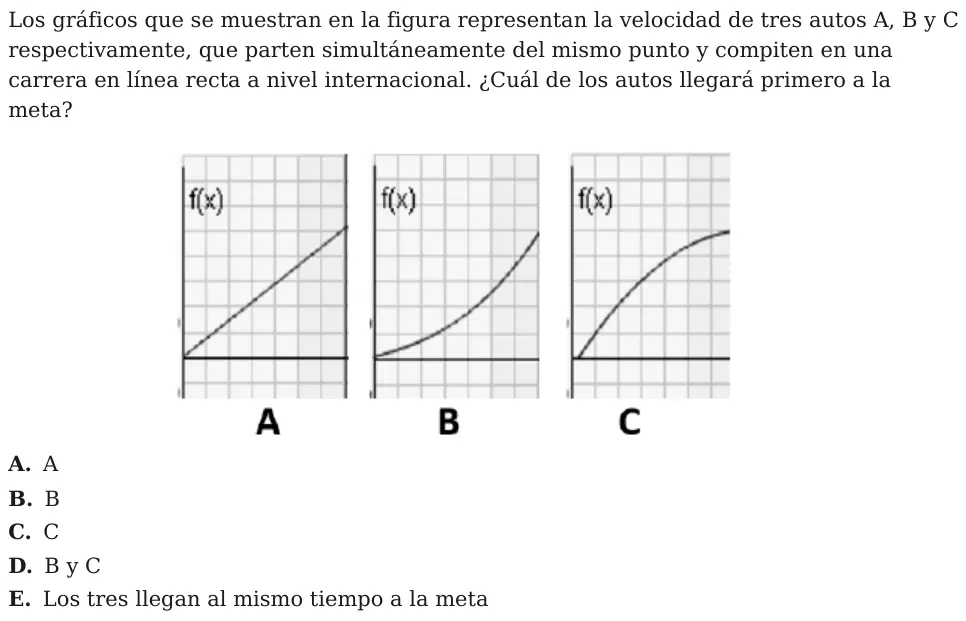 Los gráficos que se muestran en la figura representan la velocidad de tres autos A, B y C
respectivamente, que parten simultáneamente del mismo punto y compiten en una
carrera en línea recta a nivel internacional. ¿Cuál de los autos llegará primero a la
meta?
f(x) f(x) f(x)
A B C
A. A
B. B
C. C
D. B y C
E. Los tres llegan al mismo tiempo a la meta